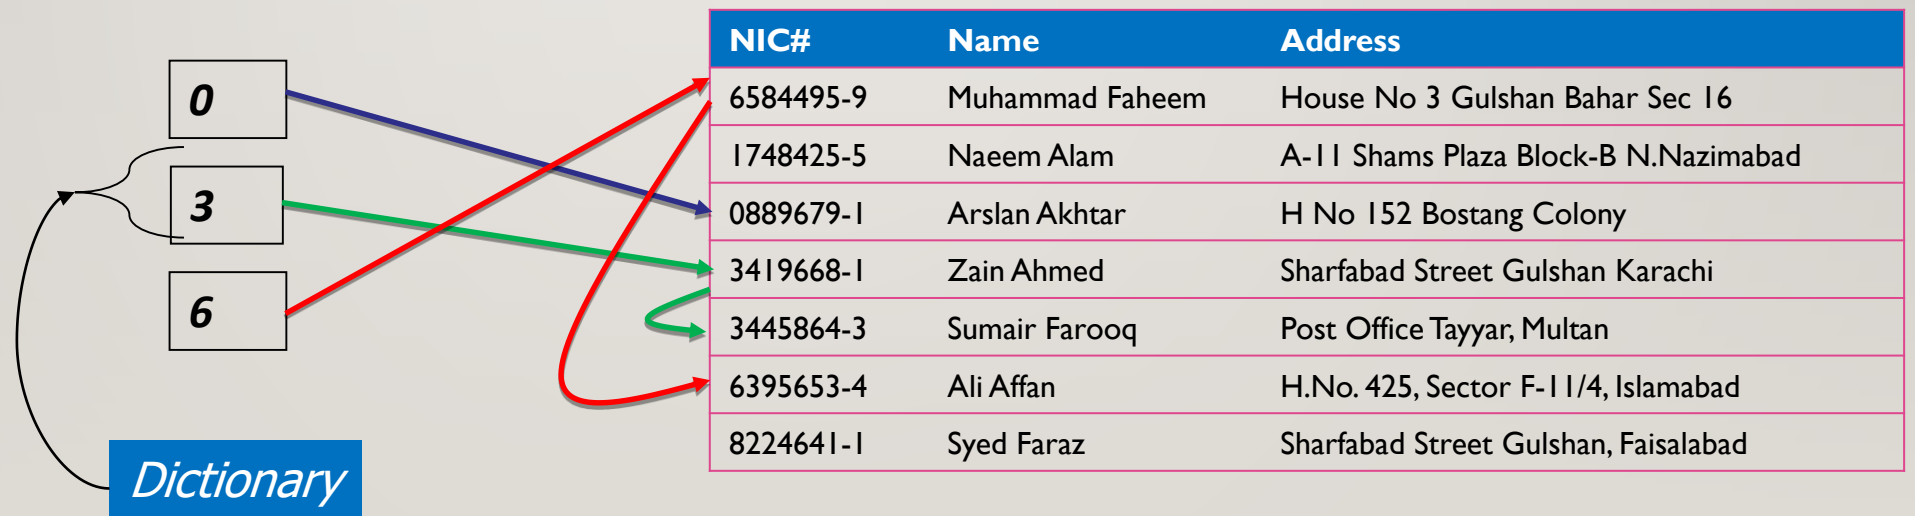 0
3
6
Dictionary
NIC# Name Address
6584495-9 Muhammad Faheem House No 3 Gulshan Bahar Sec 16
1748425-5 Naeem Alam A-11 Shams Plaza Block-B N.Nazimabad
0889679-1 Arslan Akhtar H No 152 Bostang Colony
3419668-1 Zain Ahmed Sharfabad Street Gulshan Karachi
3445864-3 Sumair Farooq Post Office Tayyar, Multan
6395653-4 Ali Affan H.No. 425, Sector F-11/4, Islamabad
8224641-1 Syed Faraz Sharfabad Street Gulshan, Faisalabad